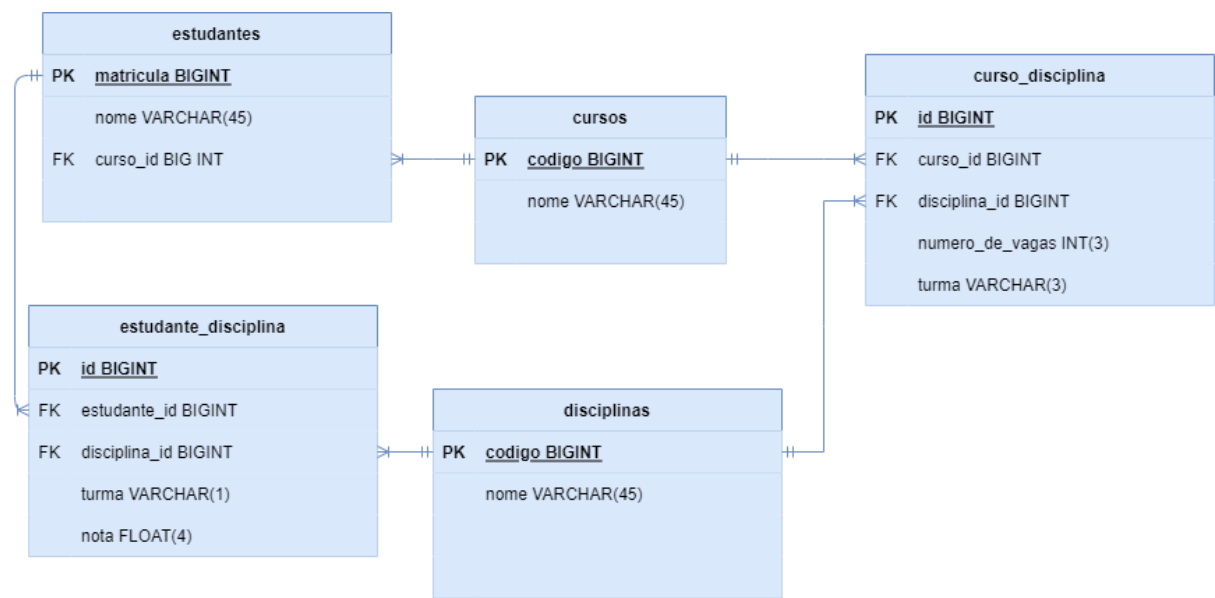 estudantes
PK matricula BIGINT
nome VARCHAR(45)
FK curso_id BIG INT
cursos
PK codigo BIGINT
nome VARCHAR(45)
curso_disciplina
PK id BIGINT
FK curso_id BIGINT
FK disciplina_id BIGINT
numero_de_vagas INT(3)
turma VARCHAR(3)
estudante_disciplina
PK id BIGINT
FK estudante_id BIGINT
FK disciplina_id BIGINT
turma VARCHAR(1)
nota FLOAT(4)
disciplinas
PK codigo BIGINT
nome VARCHAR(45)